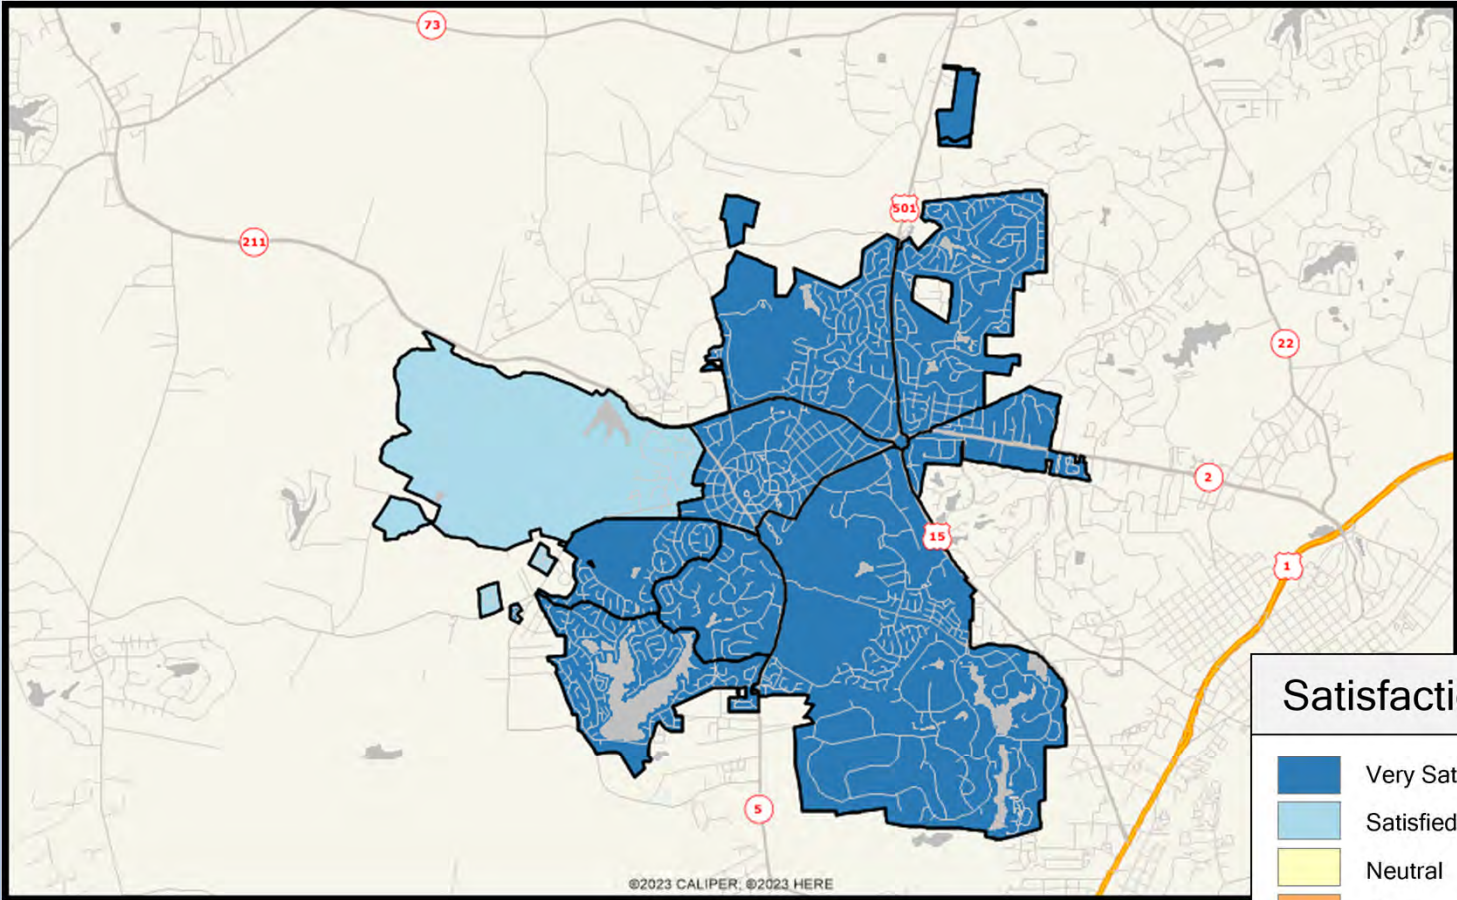 73
501
211
22
2
15
1
5
Satisfacti
Very Sat
Satisfied
Neutral
©2023 CALIPER; ©2023 HERE